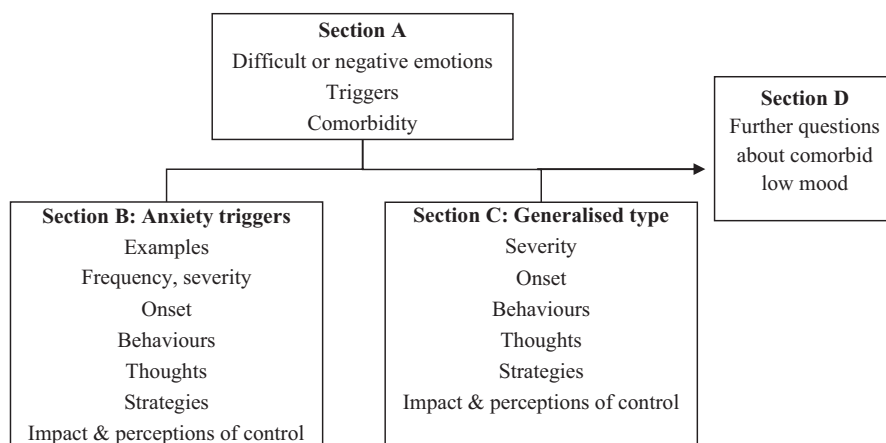 Section A
Difficult or negative emotions
Triggers
Comorbidity
Section D
Further questions
about comorbid
low mood
Section B: Anxiety triggers
Examples
Frequency, severity
Onset
Behaviours
Thoughts
Strategies
Impact & perceptions of control
Section C: Generalised type
Severity
Onset
Behaviours
Thoughts
Strategies
Impact & perceptions of control